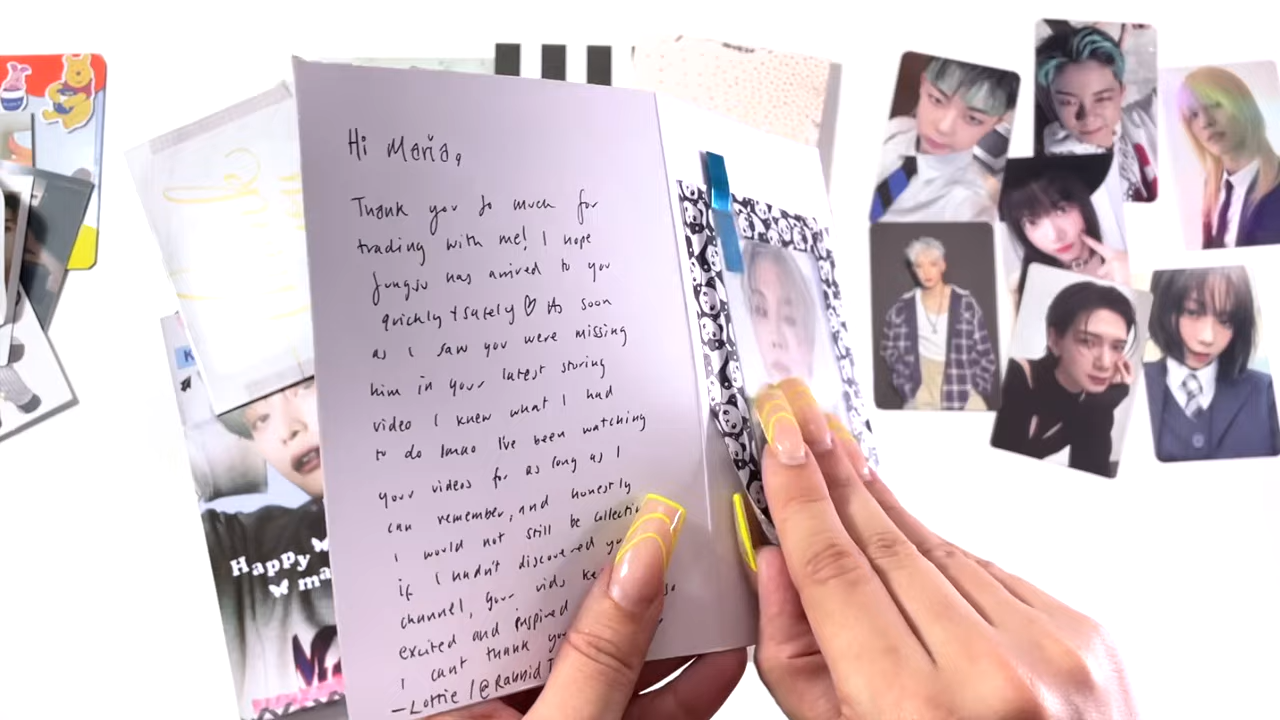 Hi Maria,
Thank you so much for
trading with me! I hope
Jungsu has arrived to you
quickly + safely ♡ As soon
as I saw you were missing
him in your latest storing
video I knew what I had
to do lmao I've been watching
your videos for as long as I
can remember, and honestly
I would not still be
if I hadn't discovered
channel, your vids
excited and inspired
I cant thank
—Lottie / @
Happy